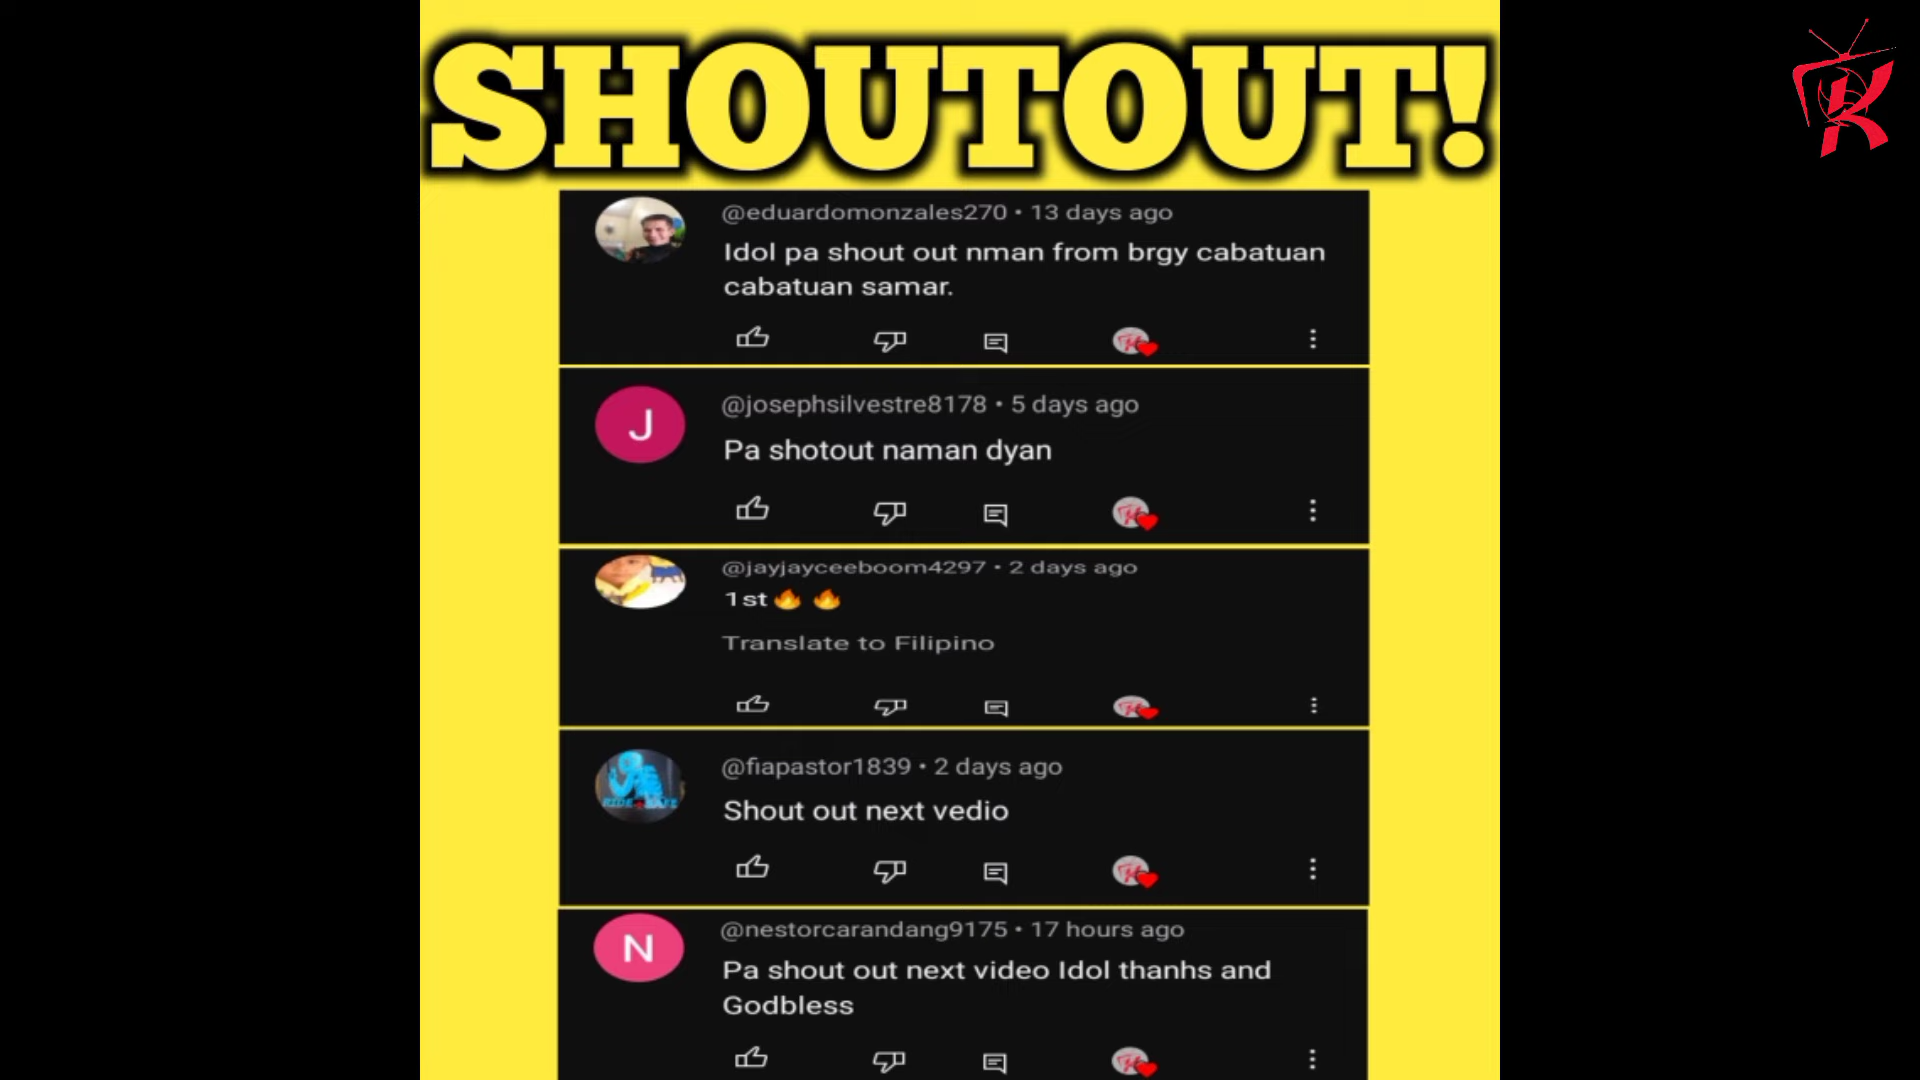 SHOUTOUT!
@eduardomonzales270 • 13 days ago
Idol pa shout out nman from brgy cabatuan
cabatuan samar.
J
@josephsilvestre8178 • 5 days ago
Pa shotout naman dyan
@jayjayceeboom4297 • 2 days ago
1st🔥 🔥
Translate to Filipino
@fiapastor1839 • 2 days ago
Shout out next vedio
RIDE SAFE
N
@nestorcarandang9175 • 17 hours ago
Pa shout out next video Idol thanhs and
Godbless